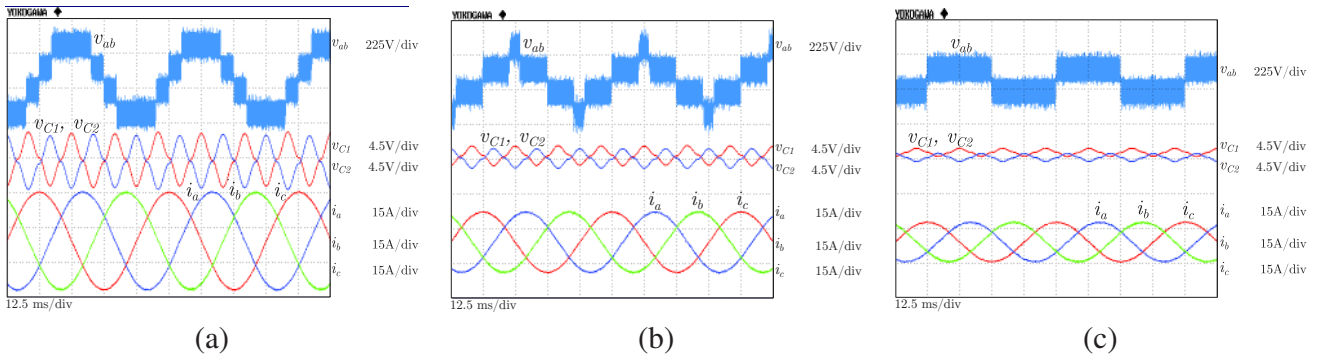 YOKOGAWA ◆
v_ab
v_ab 225V/div
v_C1, v_C2
v_C1 4.5V/div
v_C2 4.5V/div
i_a i_b i_c
i_a 15A/div
i_b 15A/div
i_c 15A/div
12.5 ms/div
(a)
YOKOGAWA ◆
v_ab
v_ab 225V/div
v_C1, v_C2
v_C1 4.5V/div
v_C2 4.5V/div
i_a i_b i_c
i_a 15A/div
i_b 15A/div
i_c 15A/div
12.5 ms/div
(b)
YOKOGAWA ◆
v_ab
v_ab 225V/div
v_C1, v_C2
v_C1 4.5V/div
v_C2 4.5V/div
i_a i_b i_c
i_a 15A/div
i_b 15A/div
i_c 15A/div
12.5 ms/div
(c)